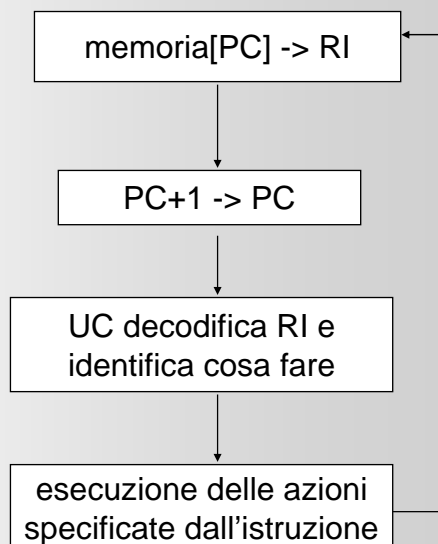 memoria[PC] -> RI
PC+1 -> PC
UC decodifica RI e
identifica cosa fare
esecuzione delle azioni
specificate dall'istruzione